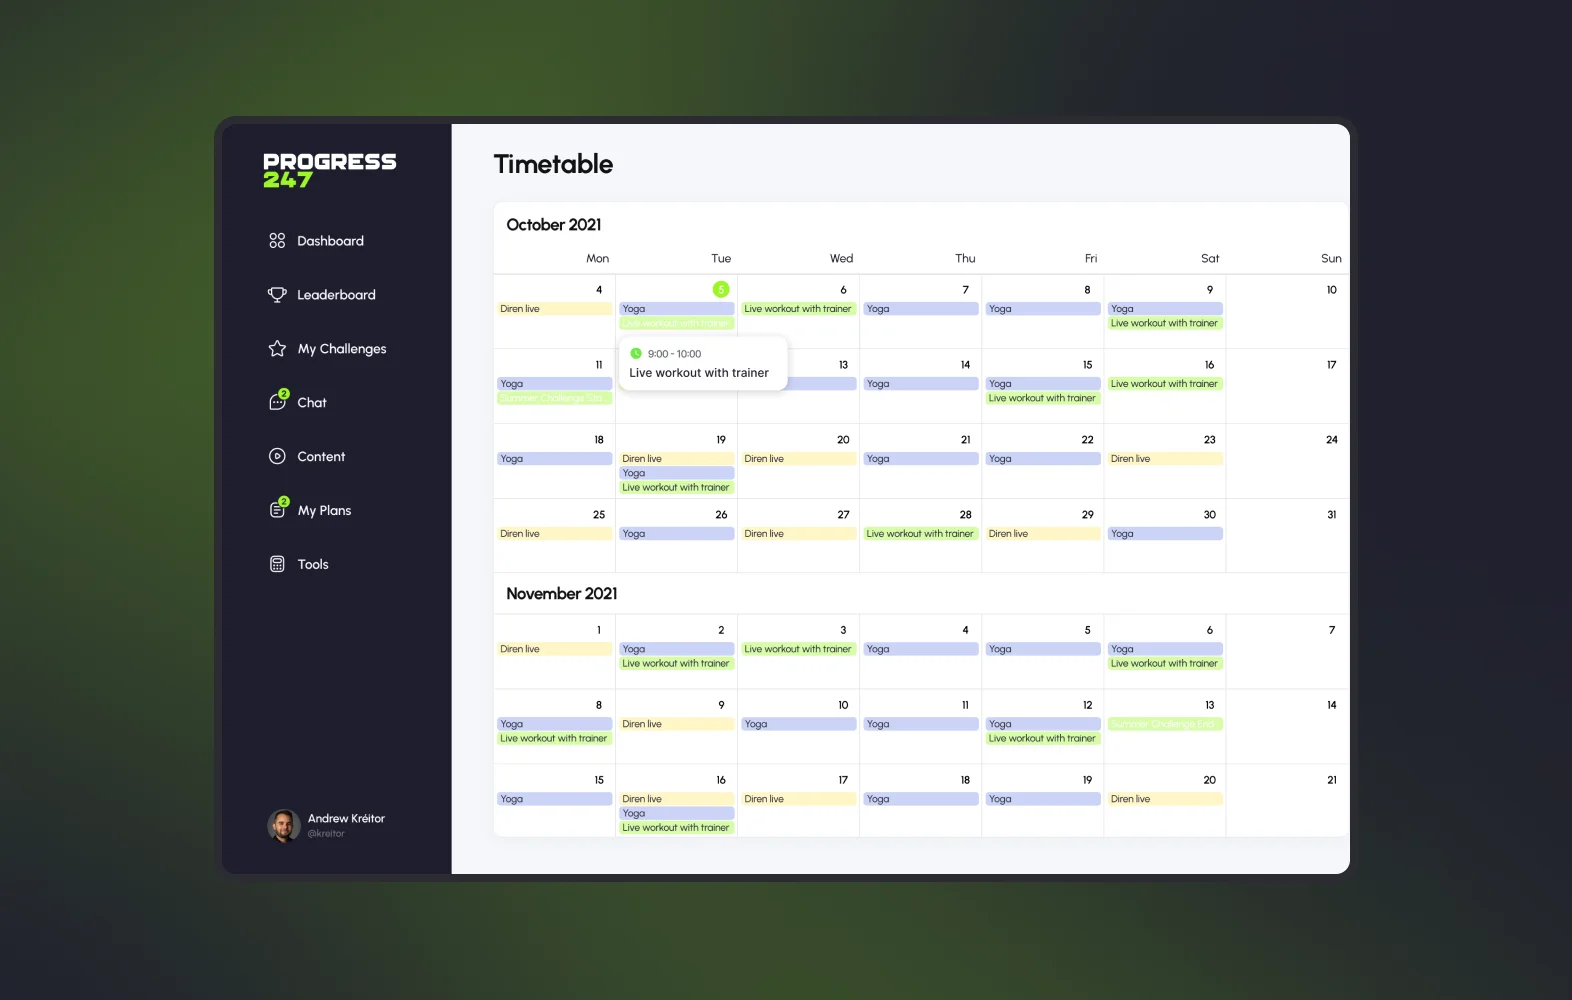 PROGRESS
247
Dashboard
Leaderboard
My Challenges
2
Chat
Content
2
My Plans
Tools
Andrew Kréitor
@kreitor
Timetable
October 2021
Mon Tue Wed Thu Fri Sat Sun
4 5 6 7 8 9 10
Diren live Yoga Live workout with trainer Yoga Yoga Yoga
Live workout with trainer Live workout with trainer
9:00 - 10:00
Live workout with trainer
11 13 14 15 16 17
Yoga Yoga Yoga Live workout with trainer
Summer Challenge Sta... Live workout with trainer
18 19 20 21 22 23 24
Yoga Diren live Diren live Yoga Yoga Diren live
Yoga
Live workout with trainer
25 26 27 28 29 30 31
Diren live Yoga Diren live Live workout with trainer Diren live Yoga
November 2021
1 2 3 4 5 6 7
Diren live Yoga Live workout with trainer Yoga Yoga Yoga
Live workout with trainer Live workout with trainer
8 9 10 11 12 13 14
Yoga Diren live Yoga Yoga Yoga Summer Challenge End
Live workout with trainer Live workout with trainer
15 16 17 18 19 20 21
Yoga Diren live Diren live Yoga Yoga Diren live
Yoga
Live workout with trainer